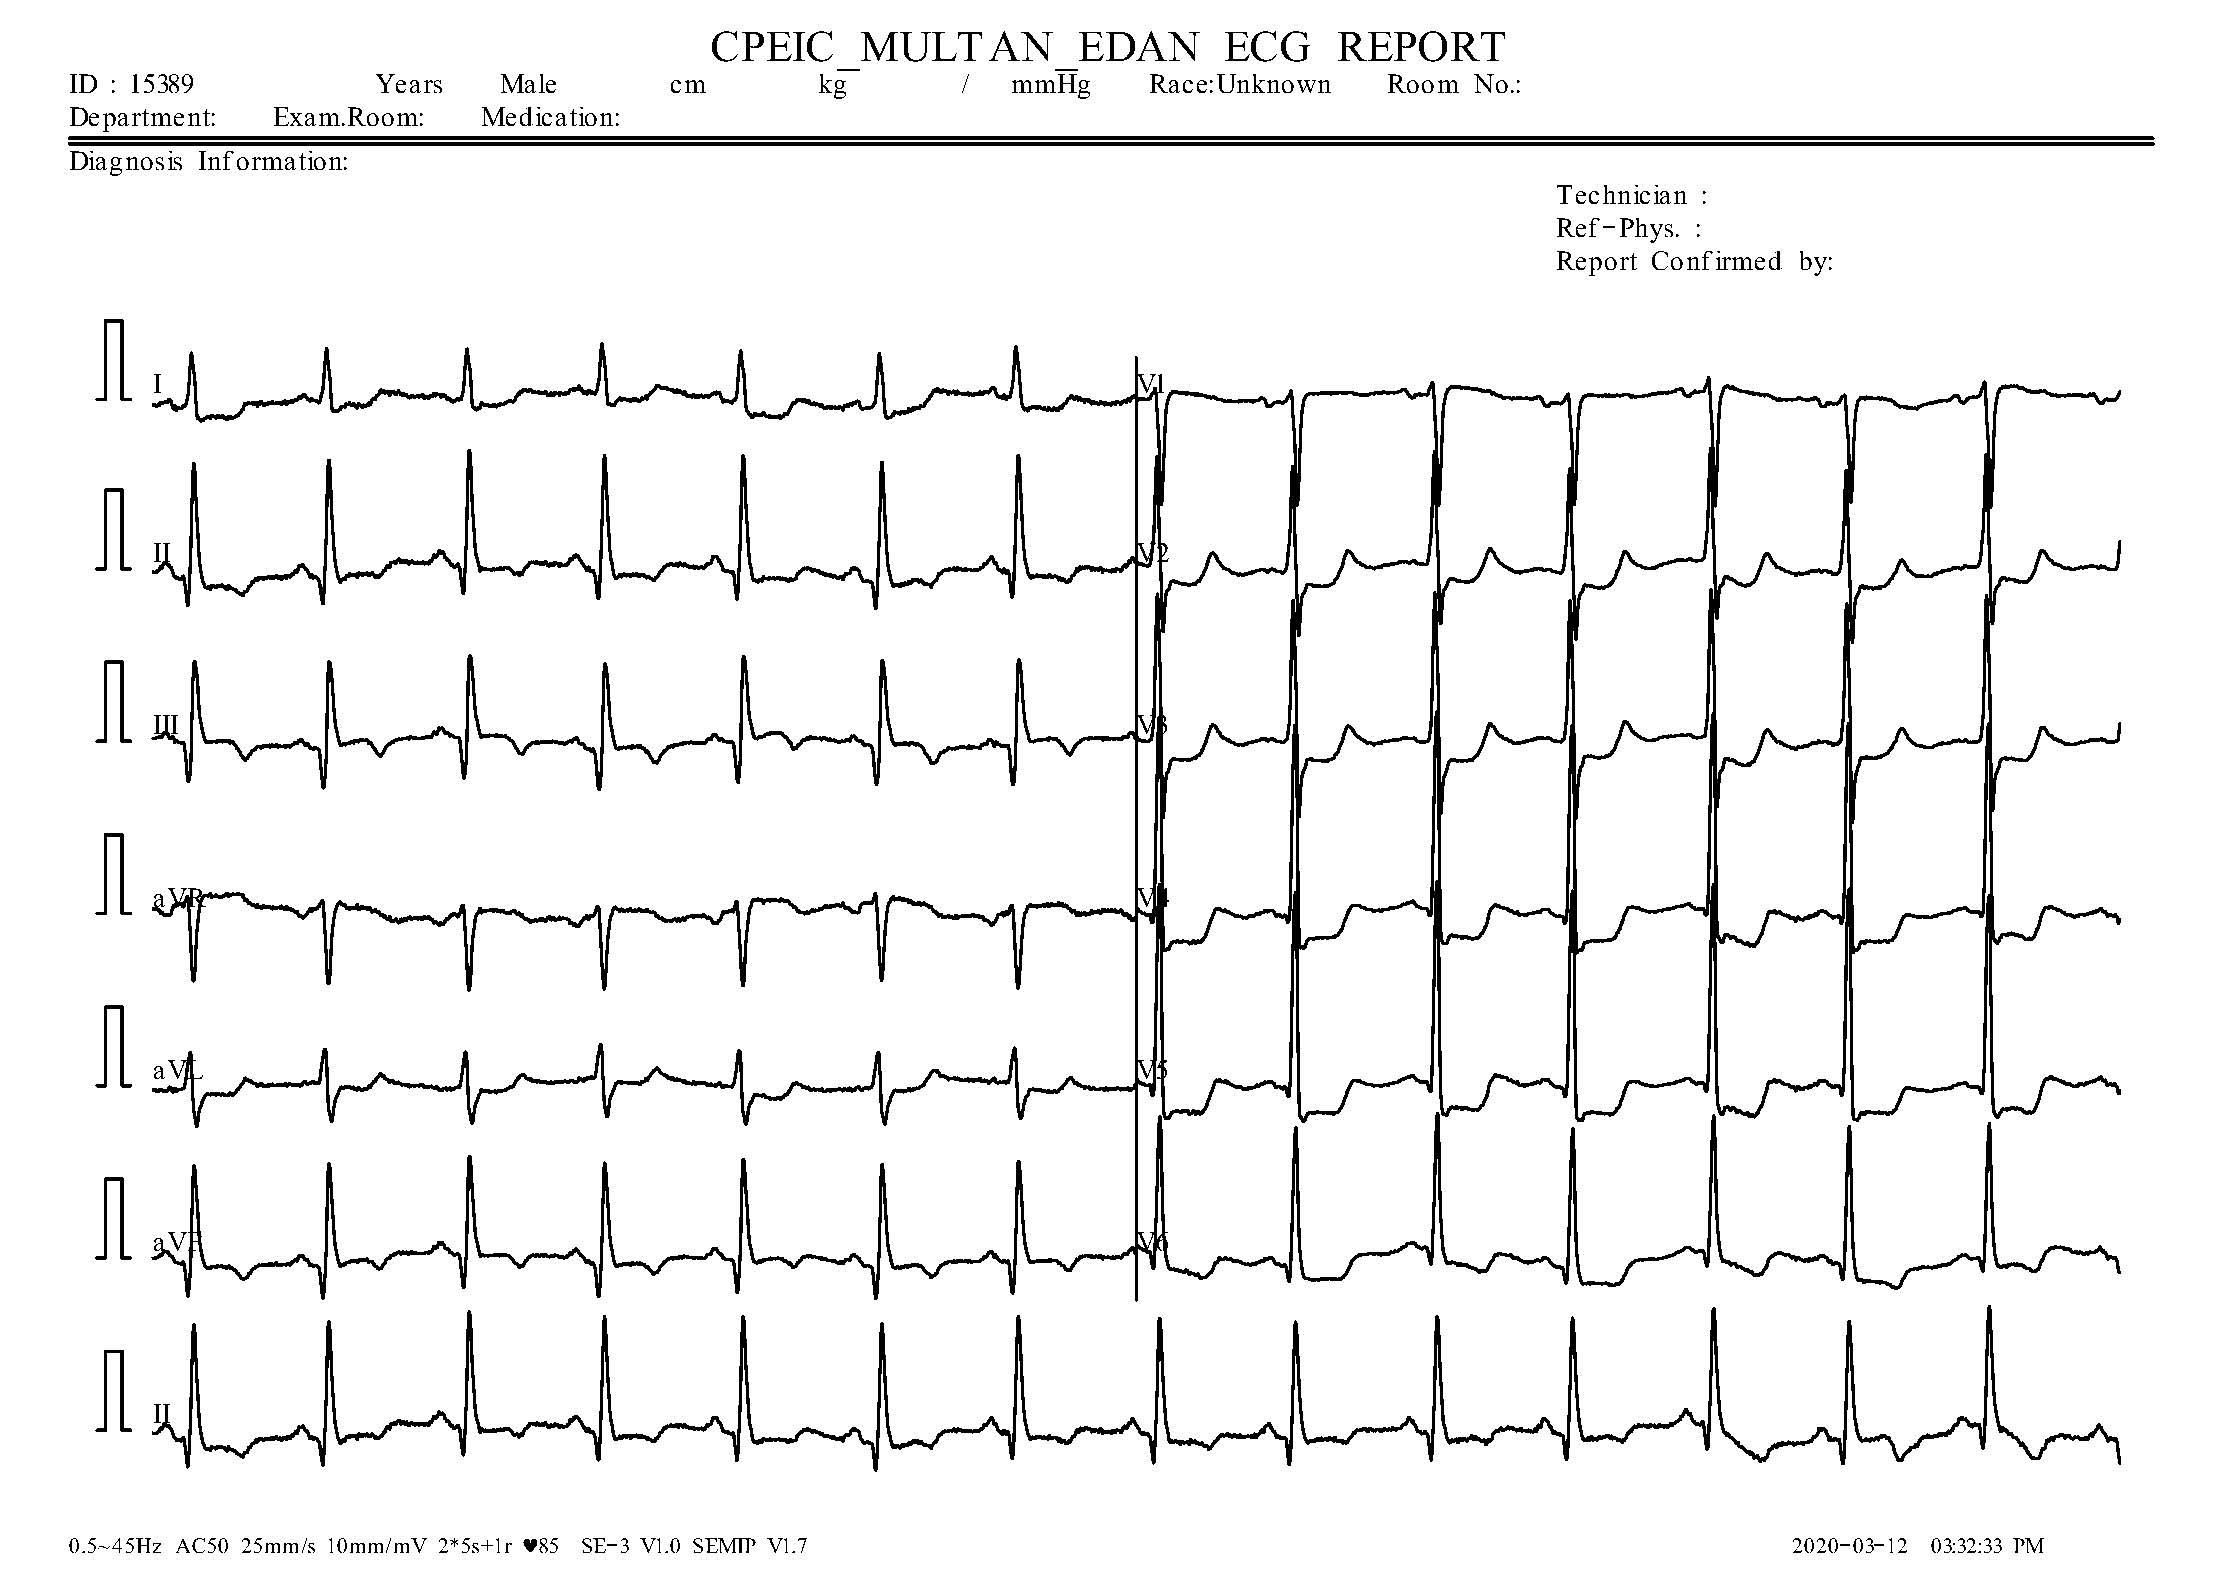 CPEIC_MULTAN_EDAN ECG REPORT
ID : 15389 Years Male cm kg / mmHg Race:Unknown Room No.:
Department: Exam.Room: Medication:
Diagnosis Information:
Technician :
Ref-Phys. :
Report Confirmed by:
I V1
II V2
III V3
aVR V4
aVL V5
aVF V6
II
0.5~45Hz AC50 25mm/s 10mm/mV 2*5s+1r ♥85 SE-3 V1.0 SEMIP V1.7 2020-03-12 03:32:33 PM